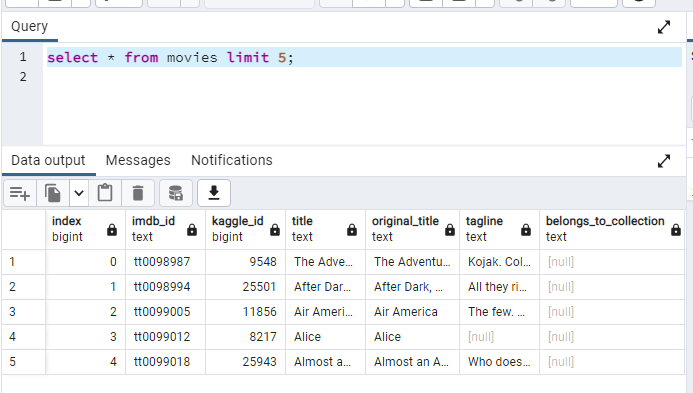 Query
1 select * from movies limit 5;
2
Data output Messages Notifications
index imdb_id kaggle_id title original_title tagline belongs_to_collection
bigint text bigint text text text text
1 0 tt0098987 9548 The Adve... The Adventu... Kojak. Col... [null]
2 1 tt0098994 25501 After Dar... After Dark, ... All they ri... [null]
3 2 tt0099005 11856 Air Ameri... Air America The few. ... [null]
4 3 tt0099012 8217 Alice Alice [null] [null]
5 4 tt0099018 25943 Almost a... Almost an A... Who does... [null]